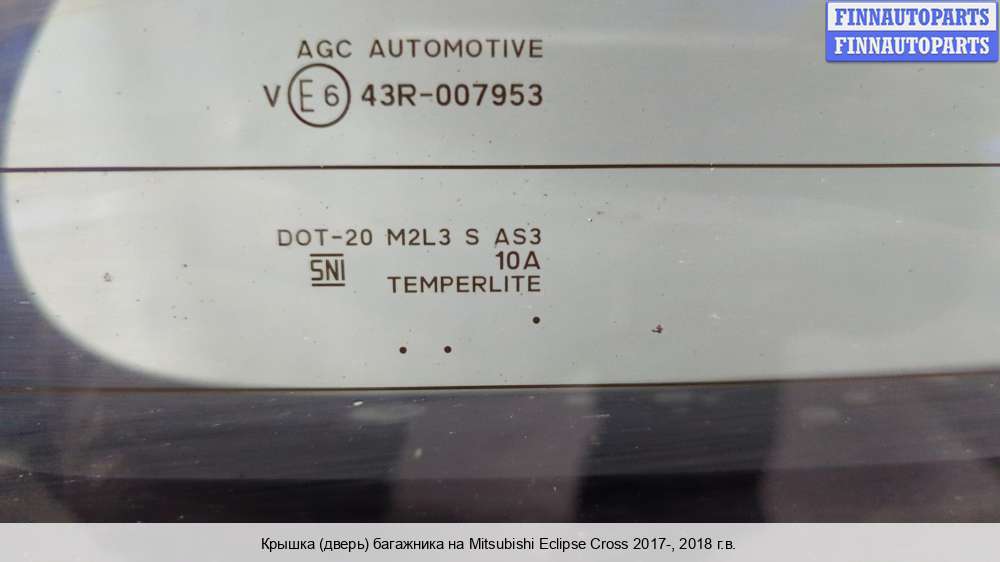 FINNAUTOPARTS
FINNAUTOPARTS
AGC AUTOMOTIVE
V E6 43R-007953
DOT-20 M2L3 S AS3
SNI 10A
TEMPERLITE
Крышка (дверь) багажника на Mitsubishi Eclipse Cross 2017-, 2018 г.в.